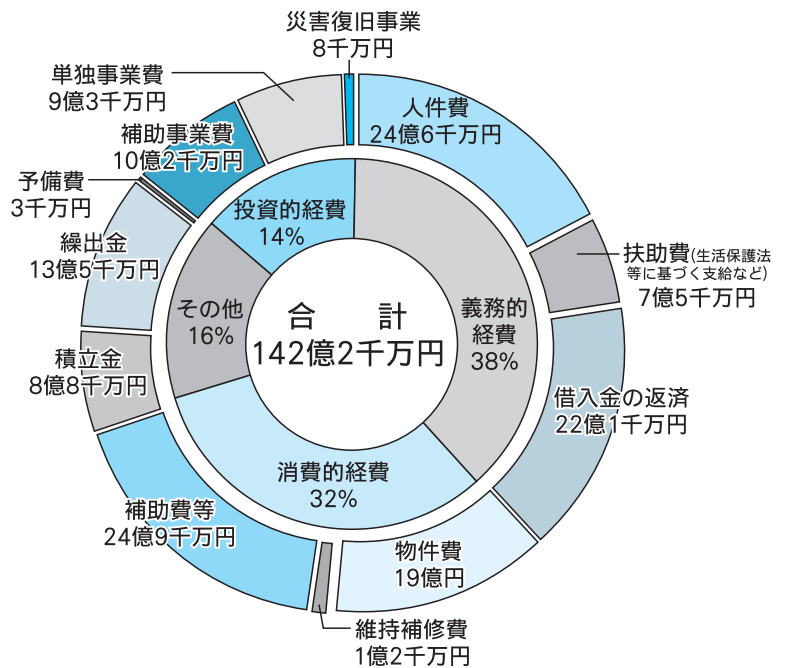 災害復旧事業
8千万円
単独事業費
9億3千万円
補助事業費
10億2千万円
予備費
3千万円
繰出金
13億5千万円
積立金
8億8千万円
補助費等
24億9千万円
維持補修費
1億2千万円
物件費
19億円
借入金の返済
22億1千万円
扶助費(生活保護法
等に基づく支給など)
7億5千万円
人件費
24億6千万円
投資的経費
14%
その他
16%
消費的経費
32%
義務的
経費
38%
合 計
142億2千万円